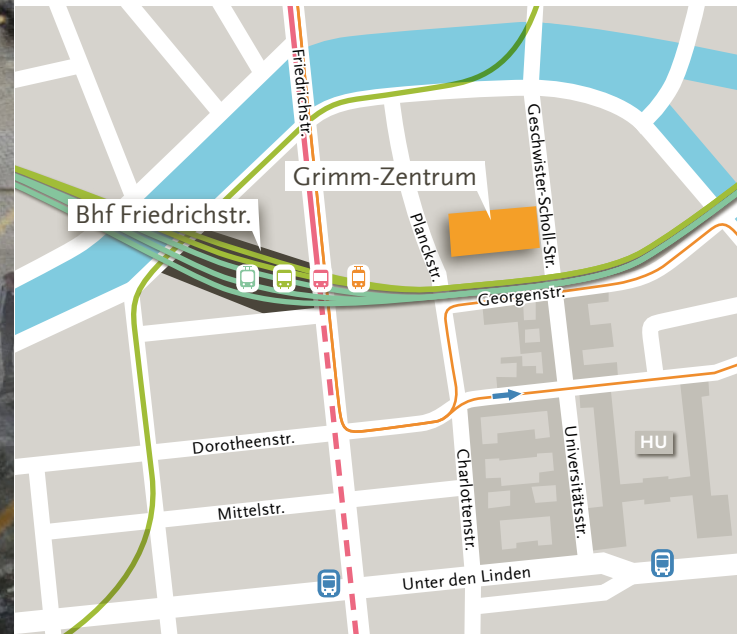 Friedrichstr.
Geschwister-Scholl-Str.
Grimm-Zentrum
Bhf Friedrichstr.
Planckstr.
Georgenstr.
Dorotheenstr.
HU
Charlottenstr.
Universitätsstr.
Mittelstr.
Unter den Linden